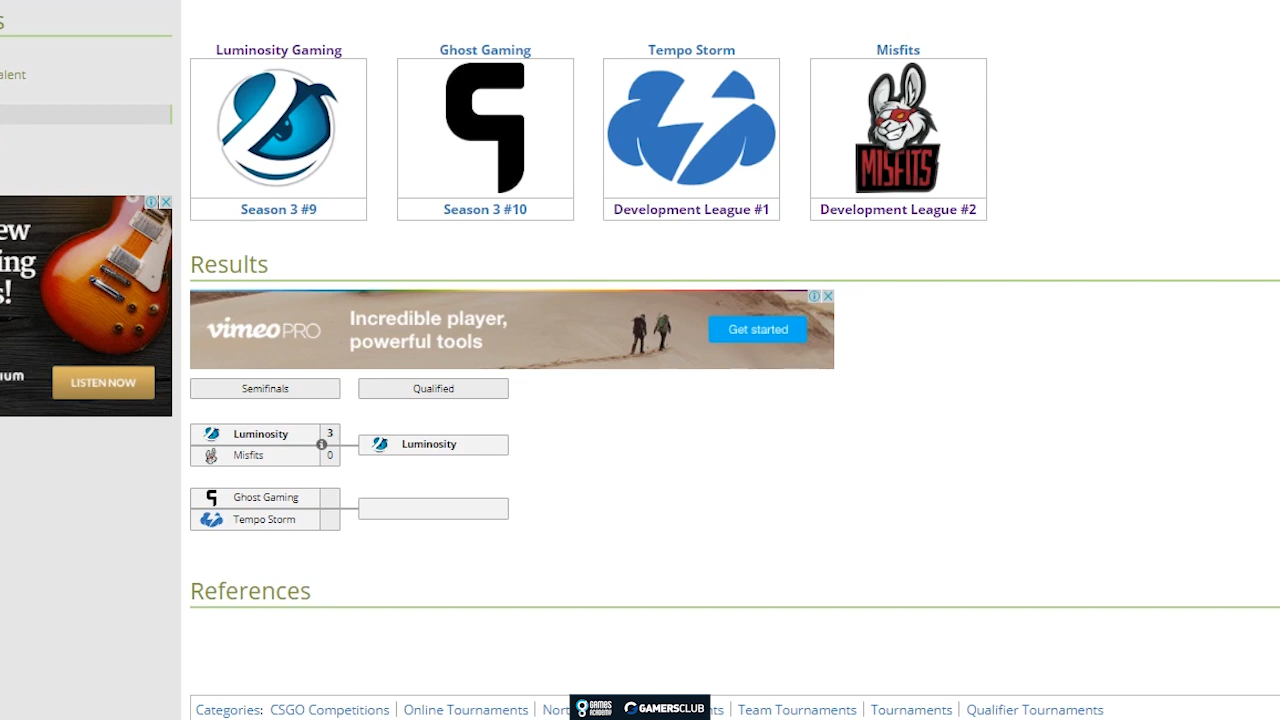 s
alent
Luminosity Gaming
Ghost Gaming
Tempo Storm
Misfits
MISFITS
Season 3 #9
Season 3 #10
Development League #1
Development League #2
ew
ing
s!
ium
LISTEN NOW
Results
vimeo PRO
Incredible player,
powerful tools
Get started
Semifinals
Qualified
Luminosity 3
Misfits 0
Luminosity
Ghost Gaming
Tempo Storm
References
Categories: CSGO Competitions | Online Tournaments | Nort
GAMES
ACADEMY
GAMERSCLUB
ts | Team Tournaments | Tournaments | Qualifier Tournaments